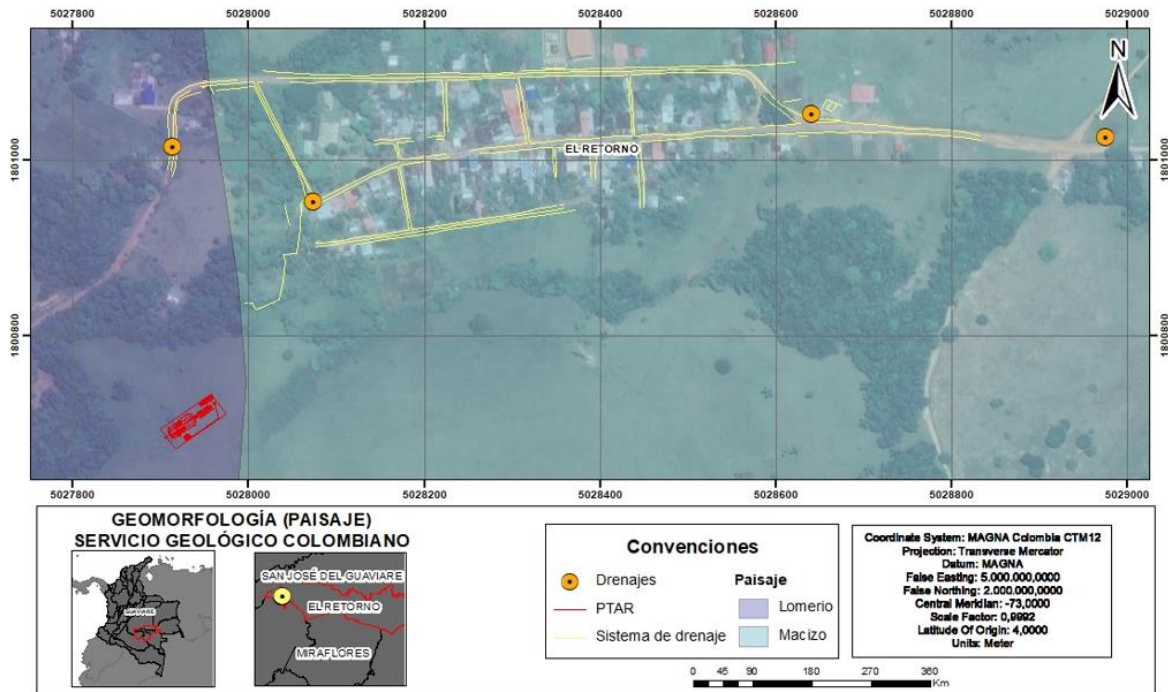 5027800 5028000 5028200 5028400 5028600 5028800 5029000
N
1801000
1801000
EL RETORNO
1800800
1800800
5027800 5028000 5028200 5028400 5028600 5028800 5029000
GEOMORFOLOGÍA (PAISAJE)
SERVICIO GEOLÓGICO COLOMBIANO
GUAVIARE
SAN JOSÉ DEL GUAVIARE
EL RETORNO
MIRAFLORES
Convenciones
Drenajes
PTAR
Sistema de drenaje
Paisaje
Lomerio
Macizo
Coordinate System: MAGNA Colombia CTM12
Projection: Transverse Mercator
Datum: MAGNA
False Easting: 5.000.000,0000
False Northing: 2.000.000,0000
Central Meridian: -73,0000
Scale Factor: 0,9992
Latitude Of Origin: 4,0000
Units: Meter
0 45 90 180 270 360
Km